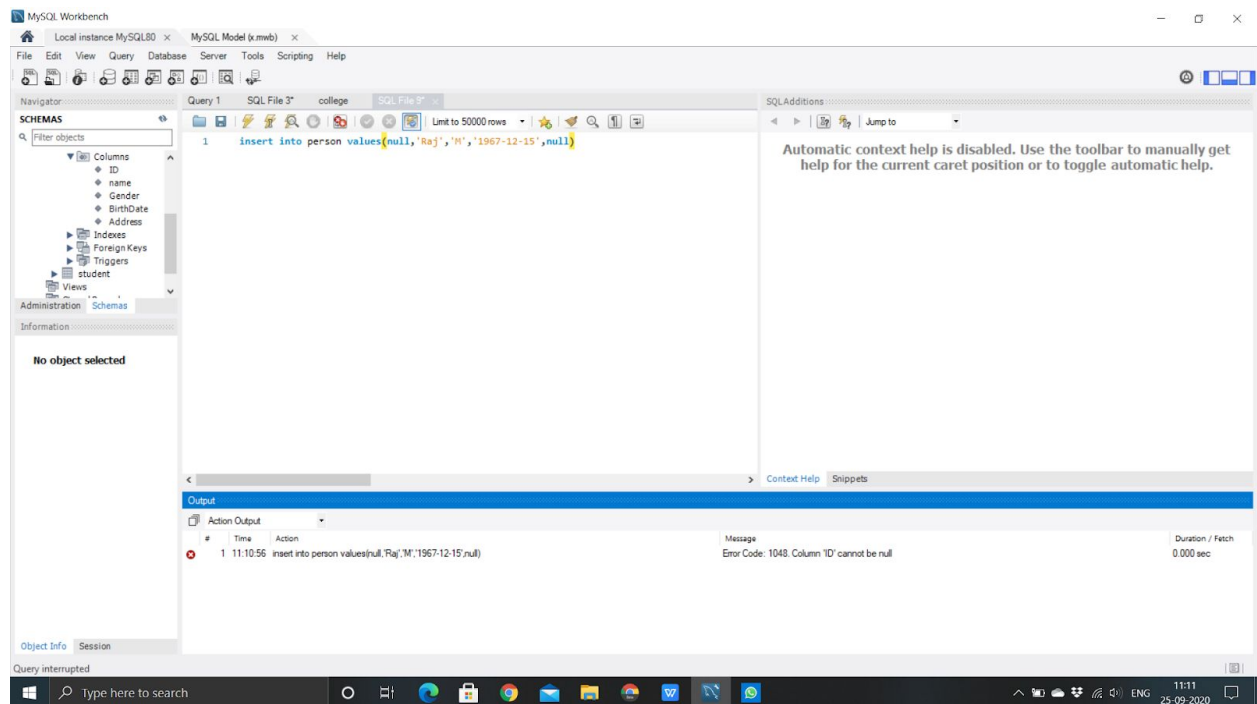 MySQL Workbench
Local instance MySQL80 ×
MySQL Model (x.mwb) ×
File Edit View Query Database Server Tools Scripting Help
Navigator
SCHEMAS
Filter objects
Columns
ID
name
Gender
BirthDate
Address
Indexes
Foreign Keys
Triggers
student
Views
Administration Schemas
Information
No object selected
Object Info Session
Query 1 SQL File 3* college SQL File 9* ×
Limit to 50000 rows
1 insert into person values(null,'Raj','M','1967-12-15',null)
SQLAdditions
Jump to
Automatic context help is disabled. Use the toolbar to manually get
help for the current caret position or to toggle automatic help.
Context Help Snippets
Output
Action Output
# Time Action Message Duration / Fetch
1 11:10:56 insert into person values(null,'Raj','M','1967-12-15',null) Error Code: 1048. Column 'ID' cannot be null 0.000 sec
Query interrupted
Type here to search
ENG
11:11
25-09-2020